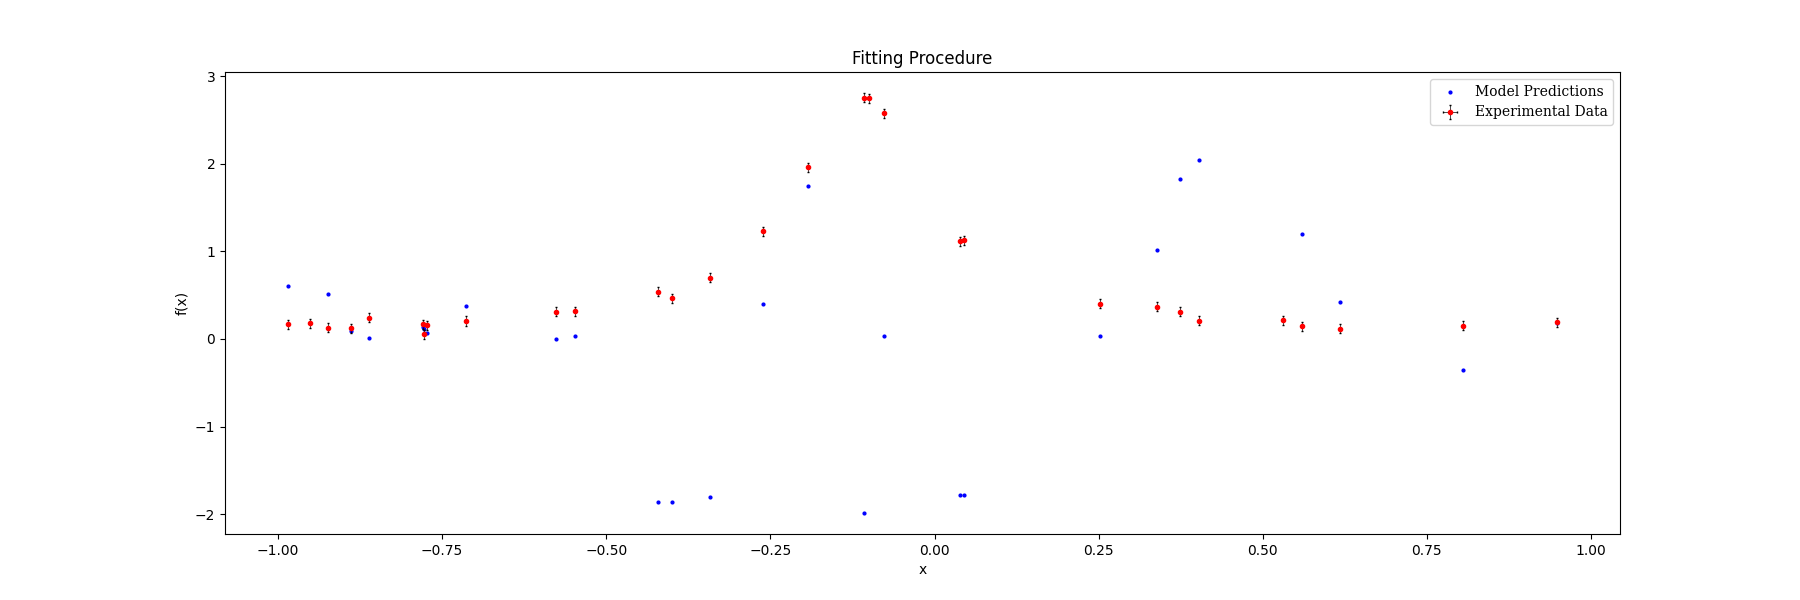 Fitting Procedure
3
2
1
0
−1
−2
f(x)
Model Predictions
Experimental Data
−1.00 −0.75 −0.50 −0.25 0.00 0.25 0.50 0.75 1.00
x